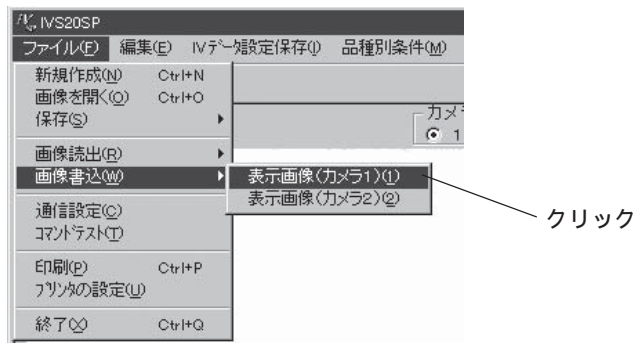 IVS20SP
ファイル(F) 編集(E) IVデータ設定保存(I) 品種別条件(M)
新規作成(N) Ctrl+N
画像を開く(O) Ctrl+O
保存(S)
カメラ
1
画像読出(R)
画像書込(W)
表示画像(カメラ1)(1)
表示画像(カメラ2)(2)
クリック
通信設定(C)
コマンドテスト(T)
印刷(P) Ctrl+P
プリンタの設定(U)
終了(X) Ctrl+Q